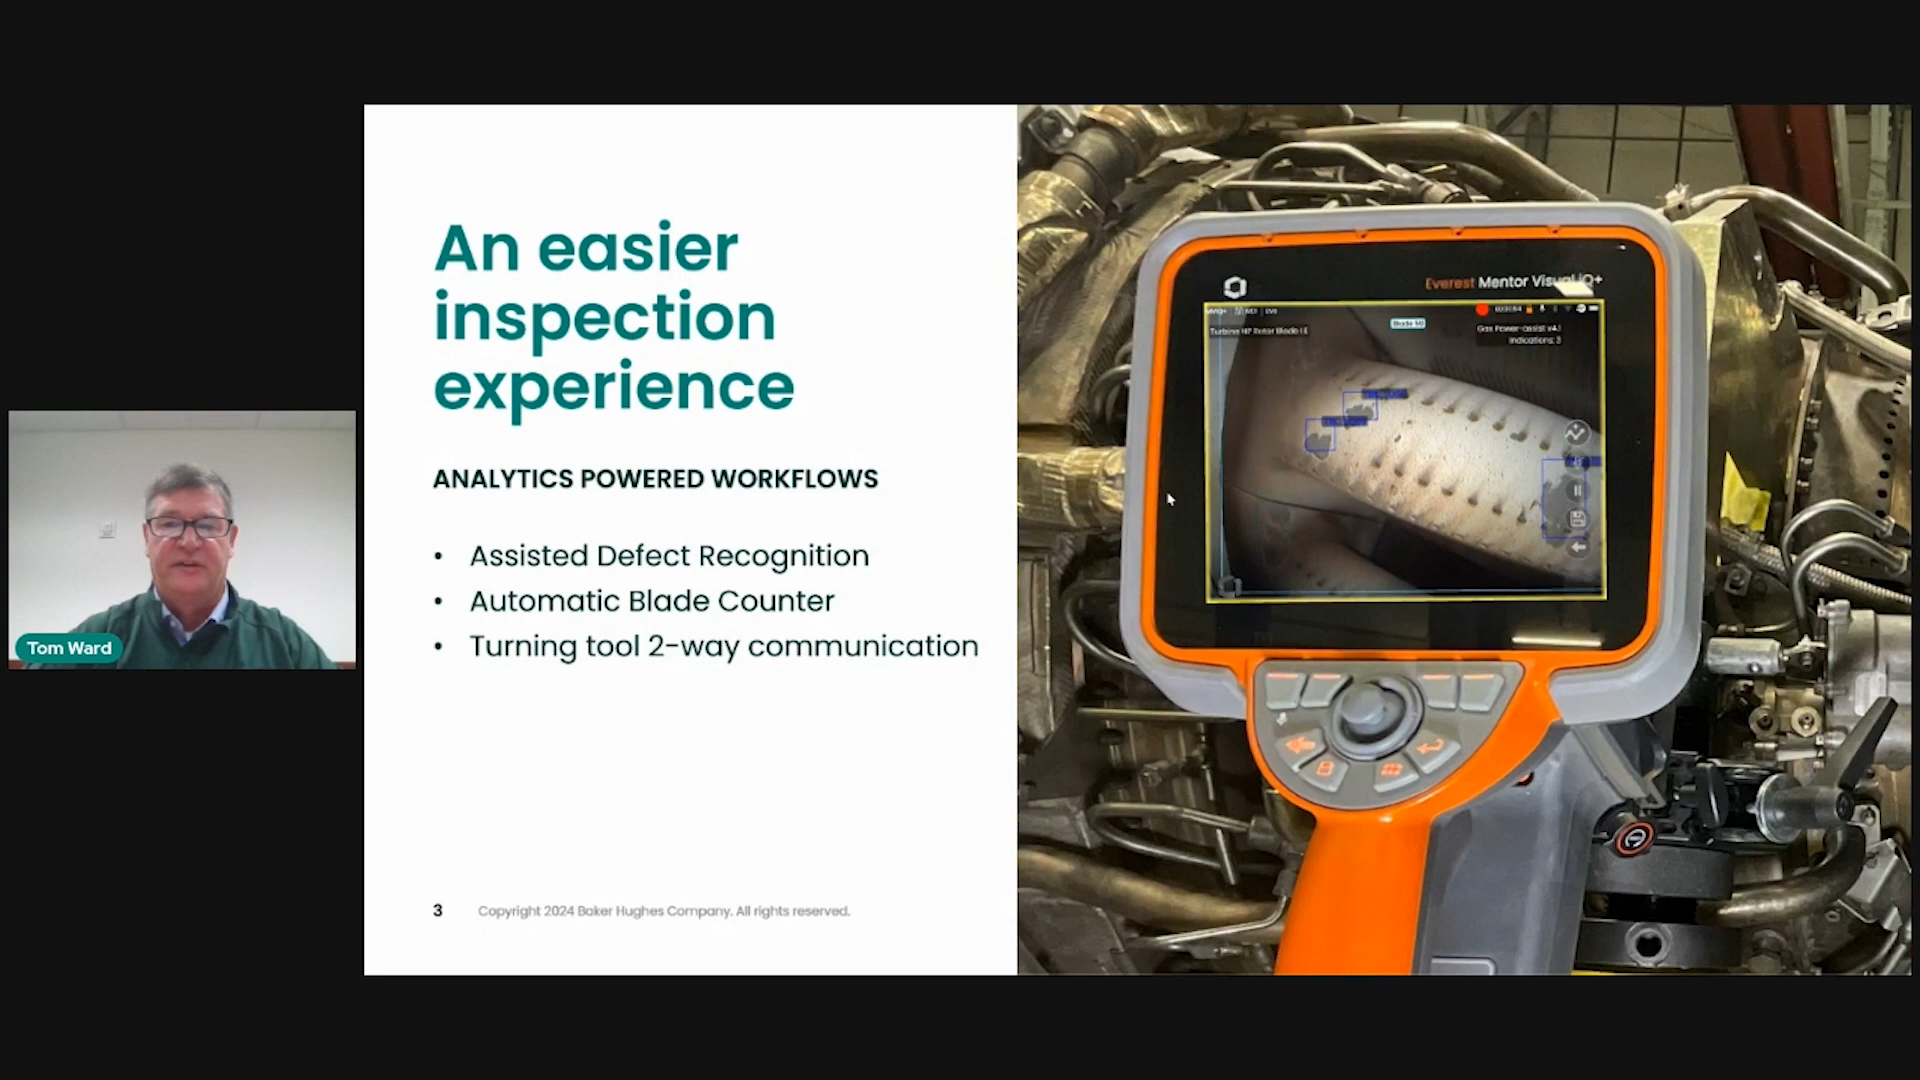 An easier
inspection
experience
ANALYTICS POWERED WORKFLOWS
• Assisted Defect Recognition
• Automatic Blade Counter
• Turning tool 2-way communication
Tom Ward
3 Copyright 2024 Baker Hughes Company. All rights reserved.
Everest Mentor Visual iQ+
Blade 50
Turbine HP Rotor Blade LE
Gas Power-assist v4.1
Indications: 3